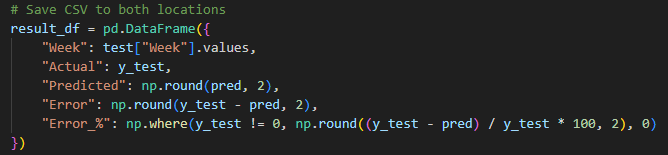 # Save CSV to both locations
result_df = pd.DataFrame({
    "Week": test["Week"].values,
    "Actual": y_test,
    "Predicted": np.round(pred, 2),
    "Error": np.round(y_test - pred, 2),
    "Error_%": np.where(y_test != 0, np.round((y_test - pred) / y_test * 100, 2), 0)
})